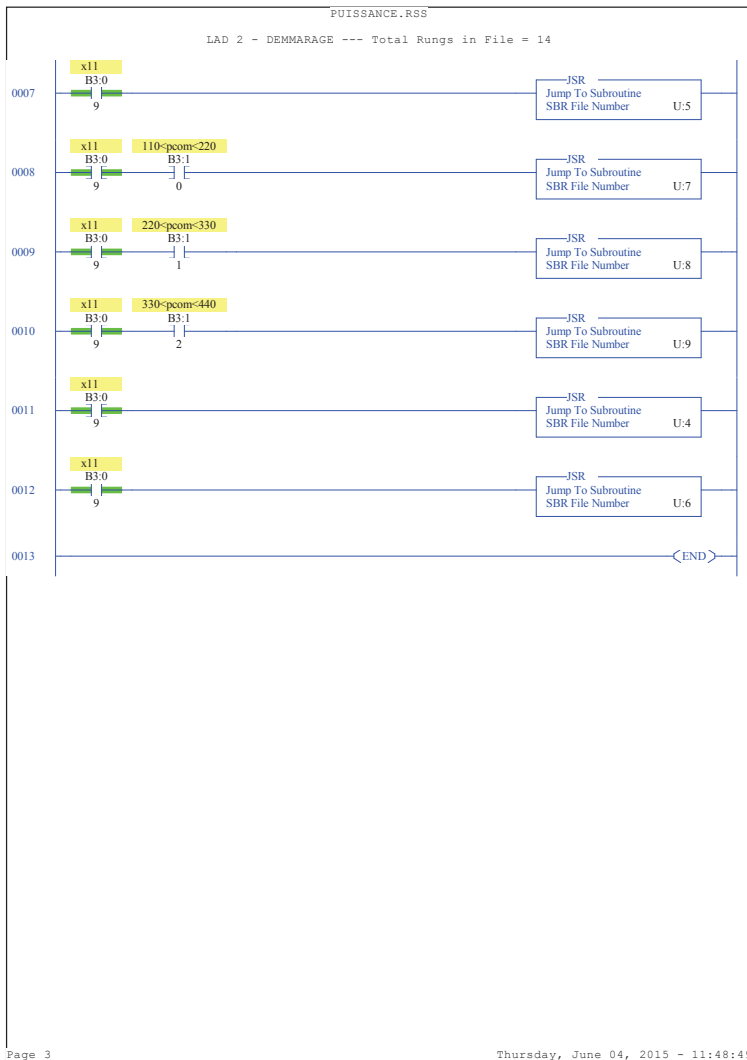 PUISSANCE.RSS
LAD 2 - DEMMARAGE --- Total Rungs in File = 14
x11
B3:0
0007
9
JSR
Jump To Subroutine
SBR File Number U:5
x11 110<pcom<220
B3:0 B3:1
0008
9 0
JSR
Jump To Subroutine
SBR File Number U:7
x11 220<pcom<330
B3:0 B3:1
0009
9 1
JSR
Jump To Subroutine
SBR File Number U:8
x11 330<pcom<440
B3:0 B3:1
0010
9 2
JSR
Jump To Subroutine
SBR File Number U:9
x11
B3:0
0011
9
JSR
Jump To Subroutine
SBR File Number U:4
x11
B3:0
0012
9
JSR
Jump To Subroutine
SBR File Number U:6
0013 END
Page 3 Thursday, June 04, 2015 - 11:48:49